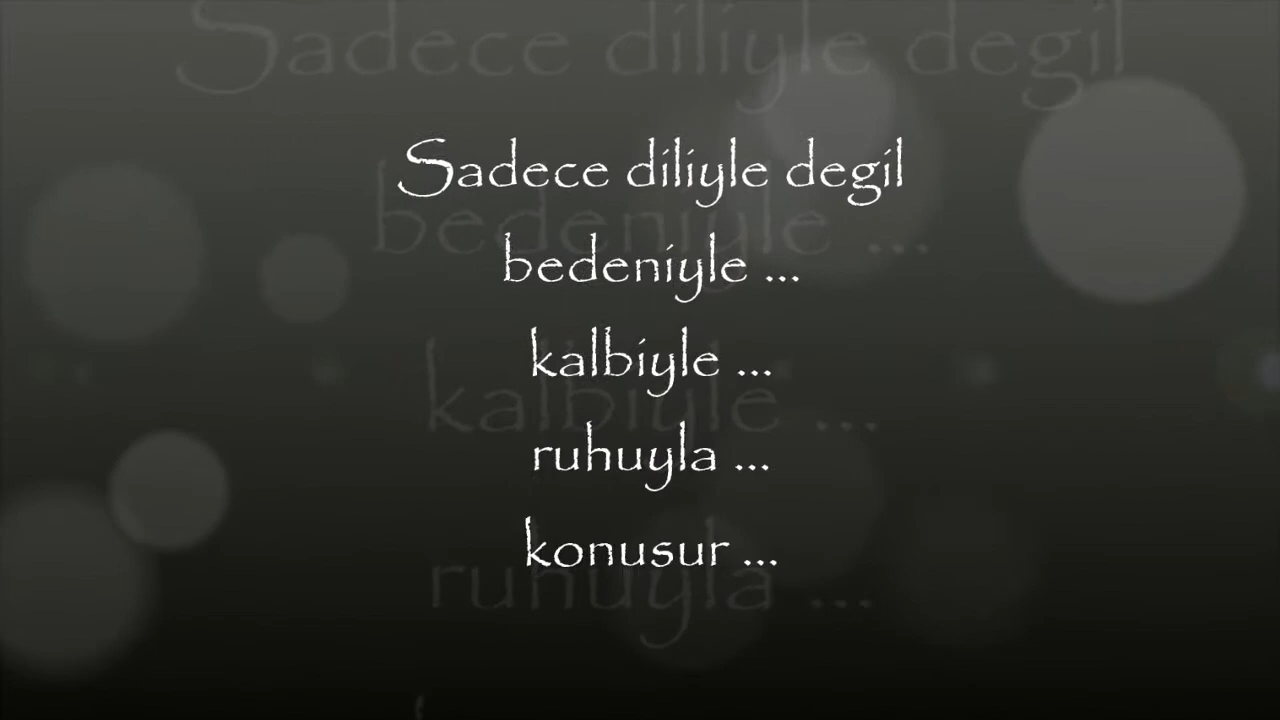 Sadece diliyle degil
bedeniyle ...
kalbiyle ...
ruhuyla ...
konusur ...